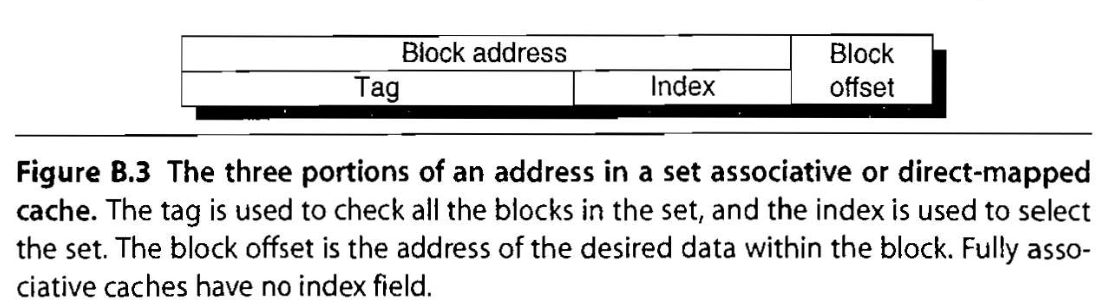 Block address
Block
offset
Tag
Index
Figure B.3 The three portions of an address in a set associative or direct-mapped
cache. The tag is used to check all the blocks in the set, and the index is used to select
the set. The block offset is the address of the desired data within the block. Fully asso-
ciative caches have no index field.